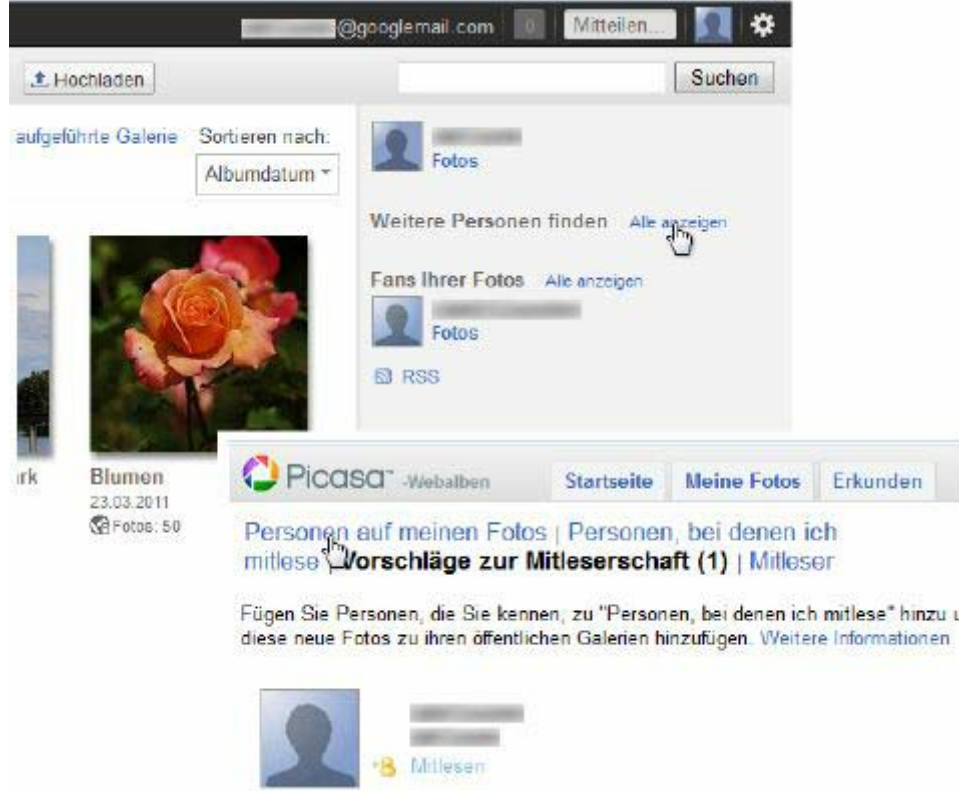 @googlemail.com 0 Mitteilen...
Hochladen Suchen
aufgeführte Galerie Sortieren nach:
Albumdatum
Fotos
Weitere Personen finden Alle anzeigen
Fans Ihrer Fotos Alle anzeigen
Fotos
RSS
Blumen
23.03.2011
Fotos: 50
Picasa™ -Webalben Startseite Meine Fotos Erkunden
Personen auf meinen Fotos | Personen, bei denen ich
mitlese | Vorschläge zur Mitleserschaft (1) | Mitleser
Fügen Sie Personen, die Sie kennen, zu "Personen, bei denen ich mitlese" hinzu
diese neue Fotos zu ihren öffentlichen Galerien hinzufügen. Weitere Informationen
Mitlesen